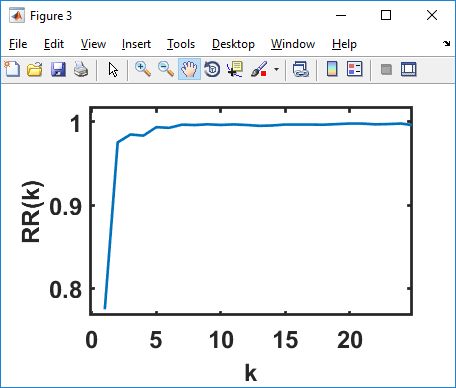 Figure 3
File Edit View Insert Tools Desktop Window Help
1
0.9
0.8
RR(k)
0 5 10 15 20
k